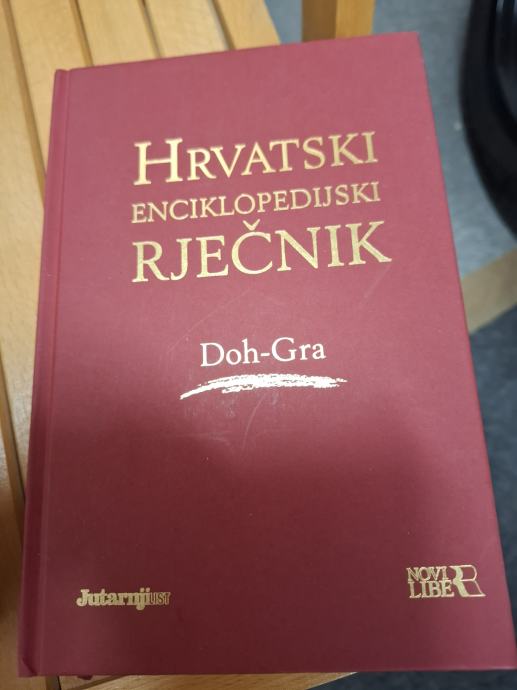 HRVATSKI
ENCIKLOPEDIJSKI
RJEČNIK
Doh-Gra
Jutarnji LIST
NOVI
LIBER